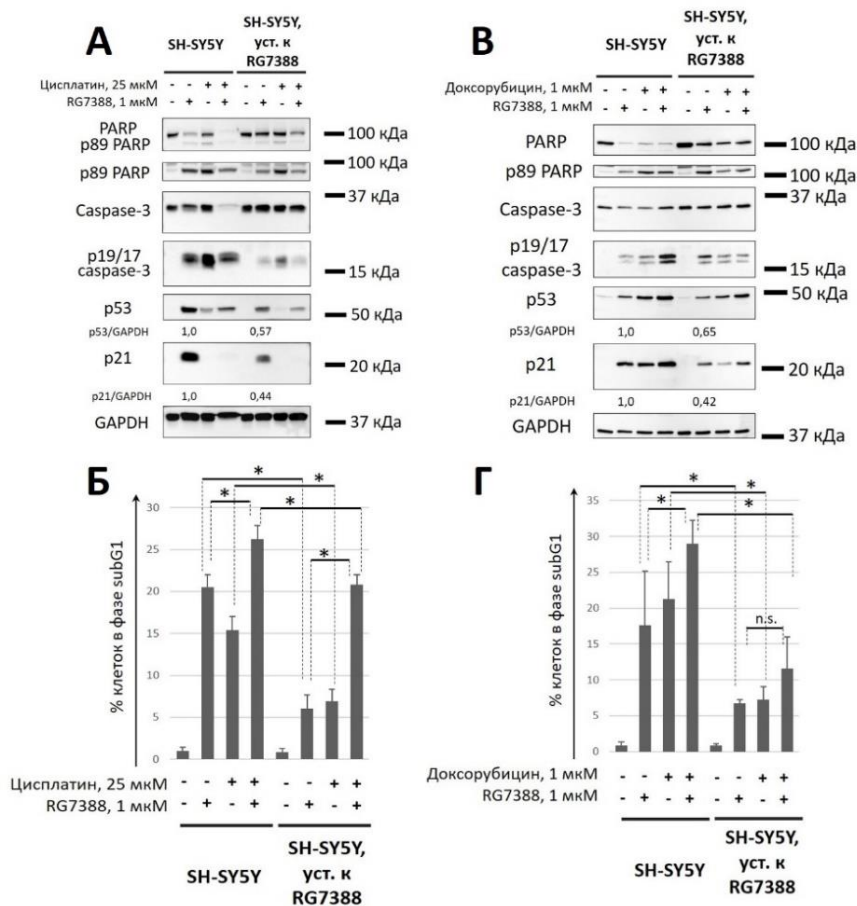 А
SH-SY5Y
SH-SY5Y,
уст. к
RG7388
Цисплатин, 25 мкМ - - + + - - + +
RG7388, 1 мкМ - + - + - + - +
PARP
p89 PARP
100 кДа
p89 PARP
100 кДа
Caspase-3
37 кДа
p19/17
caspase-3
15 кДа
p53
50 кДа
p53/GAPDH 1,0 0,57
p21
20 кДа
p21/GAPDH 1,0 0,44
GAPDH
37 кДа
В
SH-SY5Y
SH-SY5Y,
уст. к
RG7388
Доксорубицин, 1 мкМ - - + + - - + +
RG7388, 1 мкМ - + - + - + - +
PARP
100 кДа
p89 PARP
100 кДа
Caspase-3
37 кДа
p19/17
caspase-3
15 кДа
p53
50 кДа
p53/GAPDH 1,0 0,65
p21
20 кДа
p21/GAPDH 1,0 0,42
GAPDH
37 кДа
Б
% клеток в фазе subG1
30
25
20
15
10
5
0
*
*
*
*
*
Цисплатин, 25 мкМ - - + + - - + +
RG7388, 1 мкМ - + - + - + - +
SH-SY5Y
SH-SY5Y,
уст. к
RG7388
Г
% клеток в фазе subG1
35
30
25
20
15
10
5
0
*
*
*
*
n.s.
Доксорубицин, 1 мкМ - - + + - - + +
RG7388, 1 мкМ - + - + - + - +
SH-SY5Y
SH-SY5Y,
уст. к
RG7388